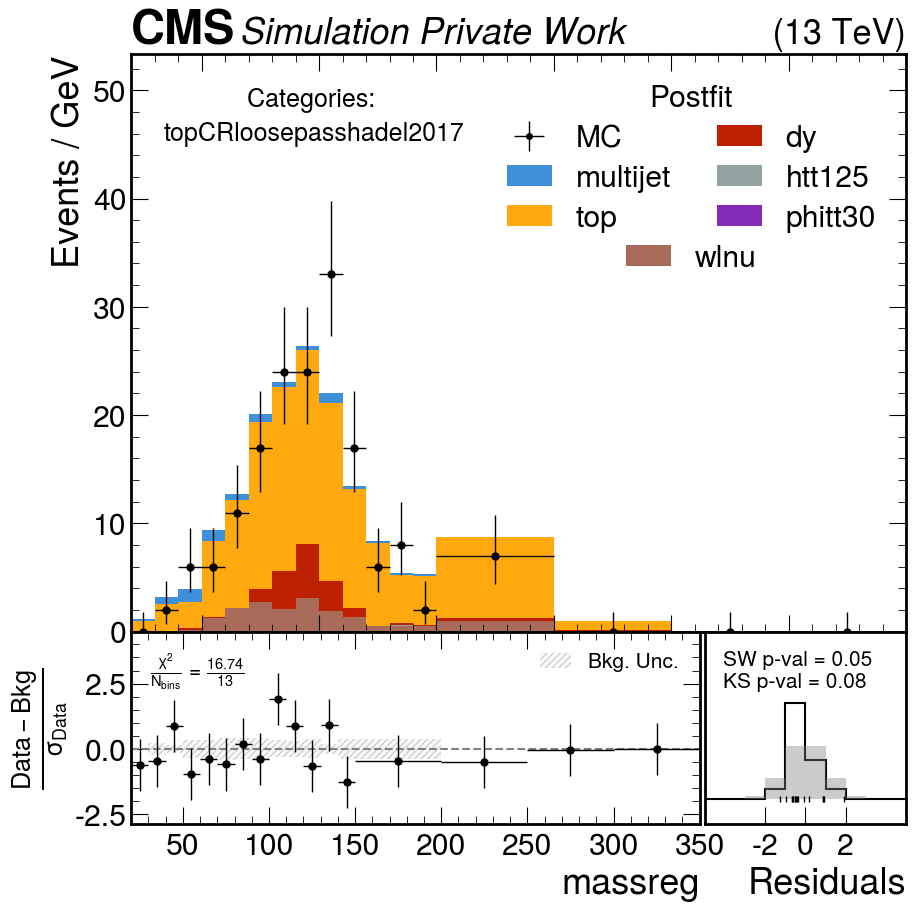 CMS Simulation Private Work (13 TeV)
Events / GeV
Categories:
topCRloosepasshadel2017
Postfit
MC
multijet
top
dy
htt125
phitt30
wlnu
50
40
30
20
10
0
Data – Bkg
σData
χ²
Nbins
= 16.74
13
Bkg. Unc.
2.5
0.0
-2.5
50 100 150 200 250 300 350
massreg
SW p-val = 0.05
KS p-val = 0.08
-2 0 2
Residuals